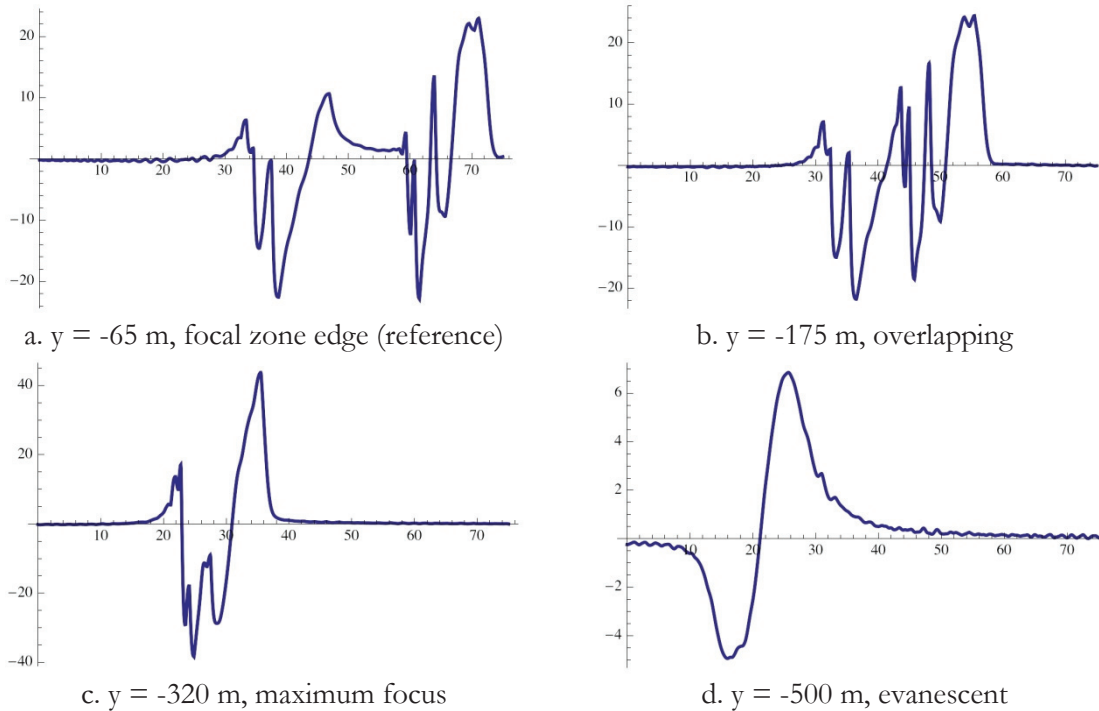 20
10
10 20 30 40 50 60 70
−10
−20
a. y = -65 m, focal zone edge (reference)
20
10
10 20 30 40 50 60 70
−10
−20
b. y = -175 m, overlapping
40
20
10 20 30 40 50 60 70
−20
−40
c. y = -320 m, maximum focus
6
4
2
10 20 30 40 50 60 70
−2
−4
d. y = -500 m, evanescent